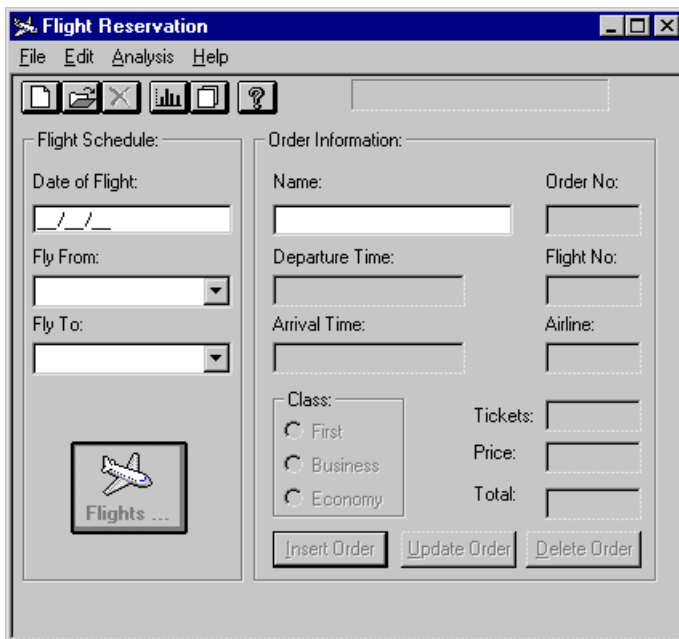 Flight Reservation
File Edit Analysis Help
Flight Schedule:
Order Information:
Date of Flight:
Name:
Order No:
__/__/__
Fly From:
Departure Time:
Flight No:
Fly To:
Arrival Time:
Airline:
Class:
First
Business
Economy
Tickets:
Price:
Total:
Flights ...
Insert Order
Update Order
Delete Order